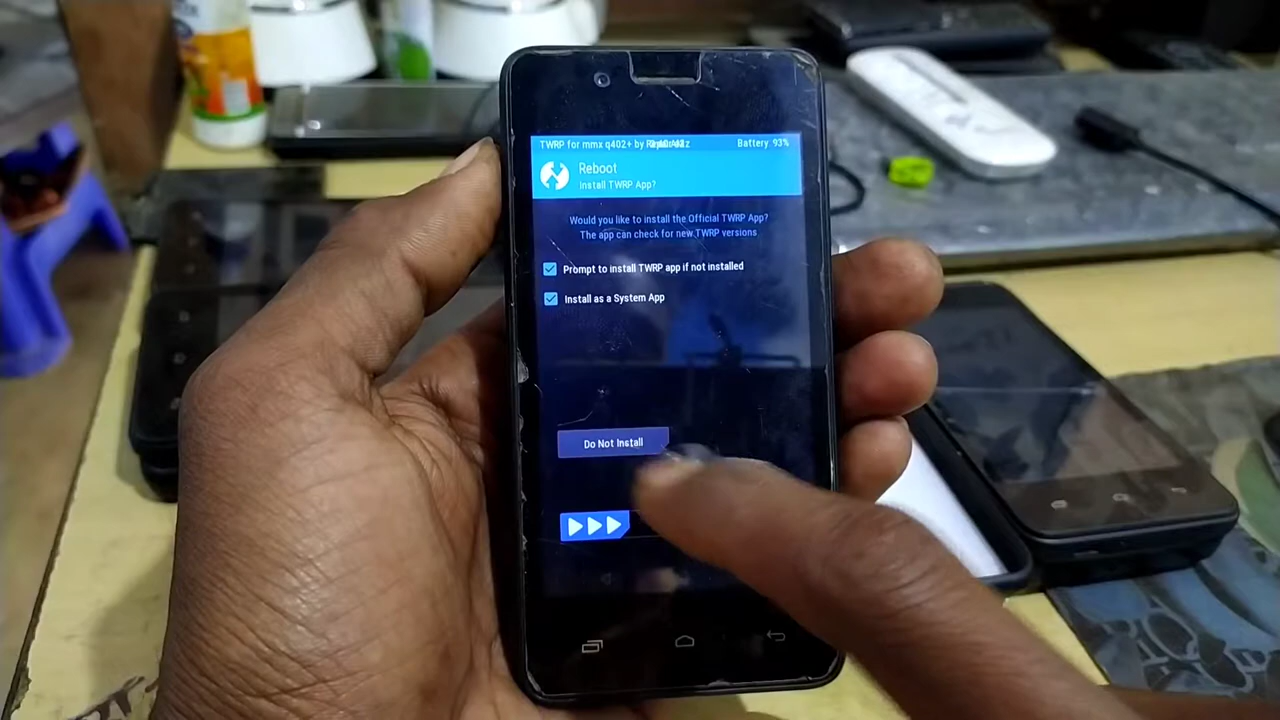 TWRP for mmx q402+ by
Battery 93%
Reboot
Install TWRP App?
Would you like to install the Official TWRP App?
The app can check for new TWRP versions
Prompt to install TWRP app if not installed
Install as a System App
Do Not Install